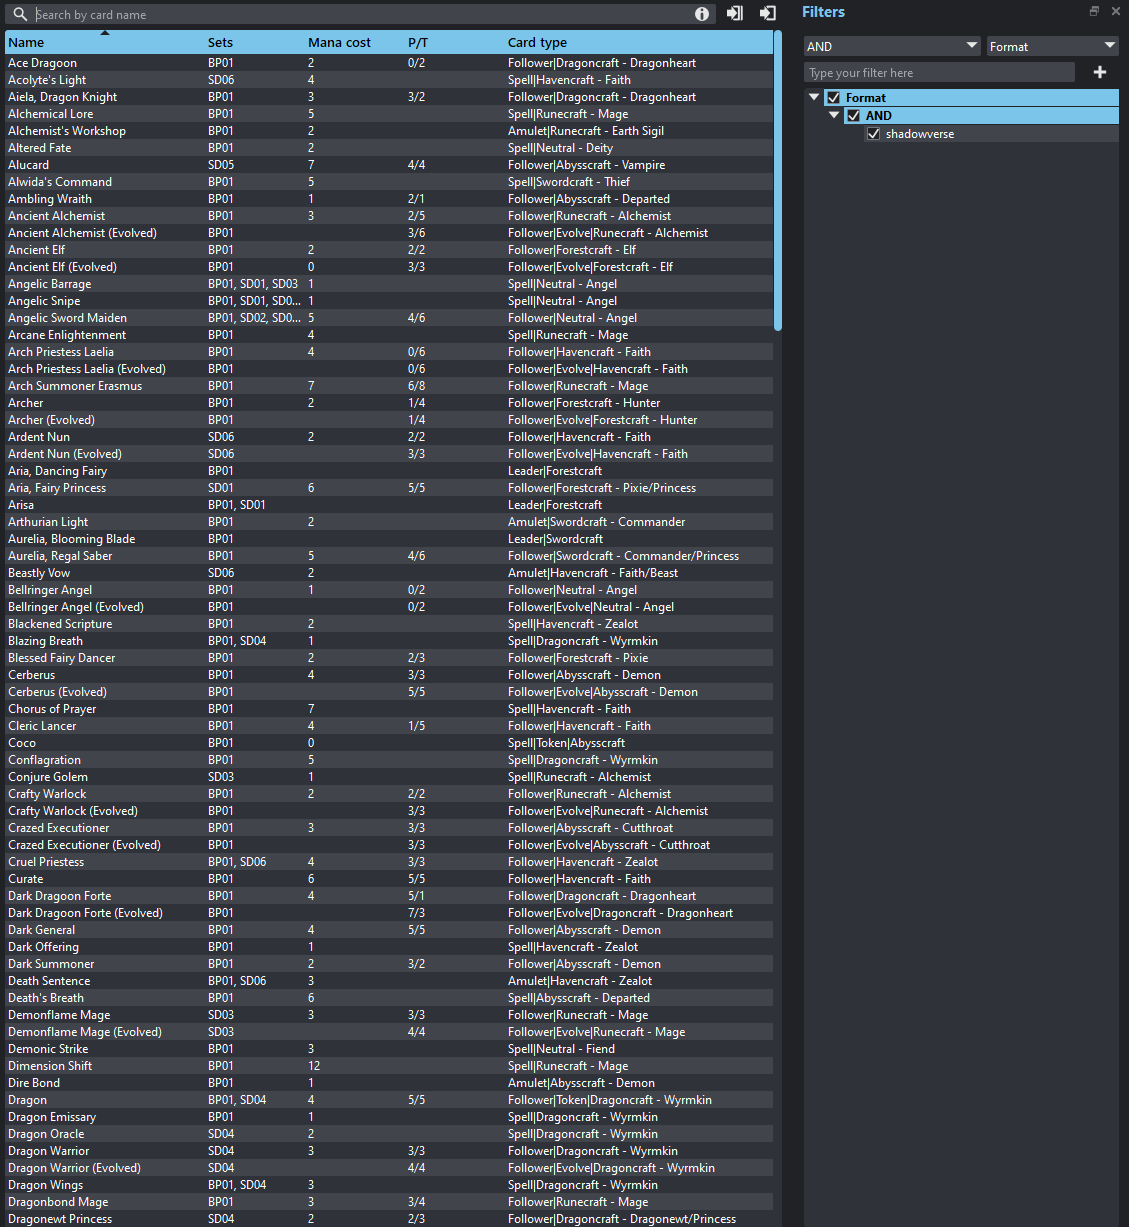 Search by card name
Filters
AND Format
Type your filter here
Format
AND
shadowverse
Name Sets Mana cost P/T Card type
Ace Dragoon BP01 2 0/2 Follower|Dragoncraft - Dragonheart
Acolyte's Light SD06 4 Spell|Havencraft - Faith
Aiela, Dragon Knight BP01 3 3/2 Follower|Dragoncraft - Dragonheart
Alchemical Lore BP01 5 Spell|Runecraft - Mage
Alchemist's Workshop BP01 2 Amulet|Runecraft - Earth Sigil
Altered Fate BP01 2 Spell|Neutral - Deity
Alucard SD05 7 4/4 Follower|Abysscraft - Vampire
Alwida's Command BP01 5 Spell|Swordcraft - Thief
Ambling Wraith BP01 1 2/1 Follower|Abysscraft - Departed
Ancient Alchemist BP01 3 2/5 Follower|Runecraft - Alchemist
Ancient Alchemist (Evolved) BP01 3/6 Follower|Evolve|Runecraft - Alchemist
Ancient Elf BP01 2 2/2 Follower|Forestcraft - Elf
Ancient Elf (Evolved) BP01 0 3/3 Follower|Evolve|Forestcraft - Elf
Angelic Barrage BP01, SD01, SD03 1 Spell|Neutral - Angel
Angelic Snipe BP01, SD01, SD0... 1 Spell|Neutral - Angel
Angelic Sword Maiden BP01, SD02, SD0... 5 4/6 Follower|Neutral - Angel
Arcane Enlightenment BP01 4 Spell|Runecraft - Mage
Arch Priestess Laelia BP01 4 0/6 Follower|Havencraft - Faith
Arch Priestess Laelia (Evolved) BP01 0/6 Follower|Evolve|Havencraft - Faith
Arch Summoner Erasmus BP01 7 6/8 Follower|Runecraft - Mage
Archer BP01 2 1/4 Follower|Forestcraft - Hunter
Archer (Evolved) BP01 1/4 Follower|Evolve|Forestcraft - Hunter
Ardent Nun SD06 2 2/2 Follower|Havencraft - Faith
Ardent Nun (Evolved) SD06 3/3 Follower|Evolve|Havencraft - Faith
Aria, Dancing Fairy BP01 Leader|Forestcraft
Aria, Fairy Princess SD01 6 5/5 Follower|Forestcraft - Pixie/Princess
Arisa BP01, SD01 Leader|Forestcraft
Arthurian Light BP01 2 Amulet|Swordcraft - Commander
Aurelia, Blooming Blade BP01 Leader|Swordcraft
Aurelia, Regal Saber BP01 5 4/6 Follower|Swordcraft - Commander/Princess
Beastly Vow SD06 2 Amulet|Havencraft - Faith/Beast
Bellringer Angel BP01 1 0/2 Follower|Neutral - Angel
Bellringer Angel (Evolved) BP01 0/2 Follower|Evolve|Neutral - Angel
Blackened Scripture BP01 2 Spell|Havencraft - Zealot
Blazing Breath BP01, SD04 1 Spell|Dragoncraft - Wyrmkin
Blessed Fairy Dancer BP01 2 2/3 Follower|Forestcraft - Pixie
Cerberus BP01 4 3/3 Follower|Abysscraft - Demon
Cerberus (Evolved) BP01 5/5 Follower|Evolve|Abysscraft - Demon
Chorus of Prayer BP01 7 Spell|Havencraft - Faith
Cleric Lancer BP01 4 1/5 Follower|Havencraft - Faith
Coco BP01 0 Spell|Token|Abysscraft
Conflagration BP01 5 Spell|Dragoncraft - Wyrmkin
Conjure Golem SD03 1 Spell|Runecraft - Alchemist
Crafty Warlock BP01 2 2/2 Follower|Runecraft - Alchemist
Crafty Warlock (Evolved) BP01 3/3 Follower|Evolve|Runecraft - Alchemist
Crazed Executioner BP01 3 3/3 Follower|Abysscraft - Cutthroat
Crazed Executioner (Evolved) BP01 3/3 Follower|Evolve|Abysscraft - Cutthroat
Cruel Priestess BP01, SD06 4 3/3 Follower|Havencraft - Zealot
Curate BP01 6 5/5 Follower|Havencraft - Faith
Dark Dragoon Forte BP01 4 5/1 Follower|Dragoncraft - Dragonheart
Dark Dragoon Forte (Evolved) BP01 7/3 Follower|Evolve|Dragoncraft - Dragonheart
Dark General BP01 4 5/5 Follower|Abysscraft - Demon
Dark Offering BP01 1 Spell|Havencraft - Zealot
Dark Summoner BP01 2 3/2 Follower|Abysscraft - Demon
Death Sentence BP01, SD06 3 Amulet|Havencraft - Zealot
Death's Breath BP01 6 Spell|Abysscraft - Departed
Demonflame Mage SD03 3 3/3 Follower|Runecraft - Mage
Demonflame Mage (Evolved) SD03 4/4 Follower|Evolve|Runecraft - Mage
Demonic Strike BP01 3 Spell|Neutral - Fiend
Dimension Shift BP01 12 Spell|Runecraft - Mage
Dire Bond BP01 1 Amulet|Abysscraft - Demon
Dragon BP01, SD04 4 5/5 Follower|Token|Dragoncraft - Wyrmkin
Dragon Emissary BP01 1 Spell|Dragoncraft - Wyrmkin
Dragon Oracle SD04 2 Spell|Dragoncraft - Wyrmkin
Dragon Warrior SD04 3 3/3 Follower|Dragoncraft - Wyrmkin
Dragon Warrior (Evolved) SD04 4/4 Follower|Evolve|Dragoncraft - Wyrmkin
Dragon Wings BP01, SD04 3 Spell|Dragoncraft - Wyrmkin
Dragonbond Mage BP01 3 3/4 Follower|Runecraft - Mage
Dragonewt Princess SD04 2 2/3 Follower|Dragoncraft - Dragonewt/Princess